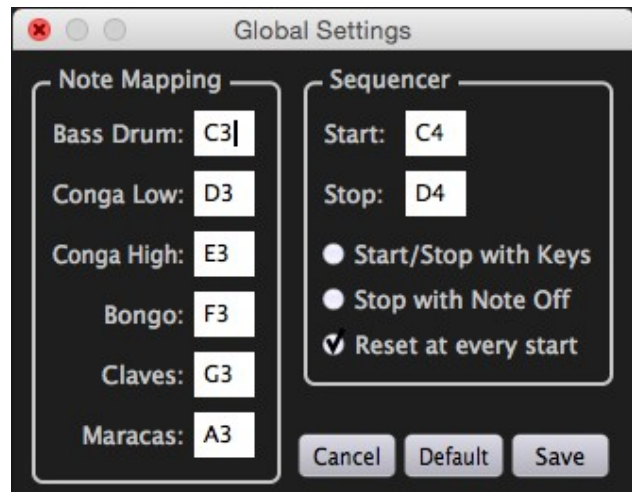 Global Settings
Note Mapping
Bass Drum: C3
Conga Low: D3
Conga High: E3
Bongo: F3
Claves: G3
Maracas: A3
Sequencer
Start: C4
Stop: D4
Start/Stop with Keys
Stop with Note Off
Reset at every start
Cancel Default Save